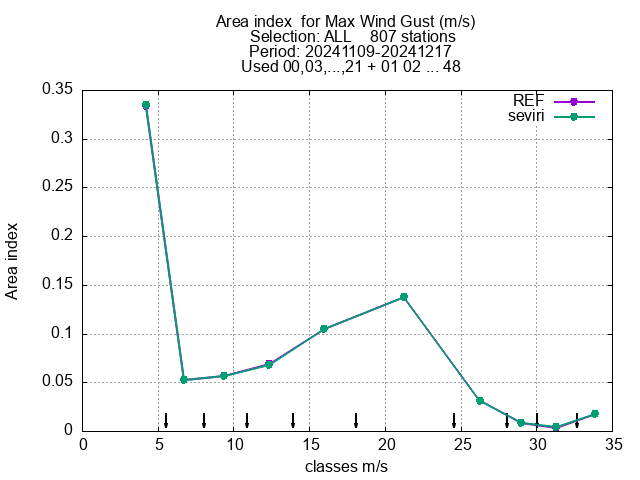 Area index  for Max Wind Gust (m/s)
Selection: ALL    807 stations
Period: 20241109-20241217
Used 00,03,...,21 + 01 02 ... 48
REF
seviri
0.35
0.3
0.25
0.2
0.15
0.1
0.05
0
Area index
0 5 10 15 20 25 30 35
classes m/s